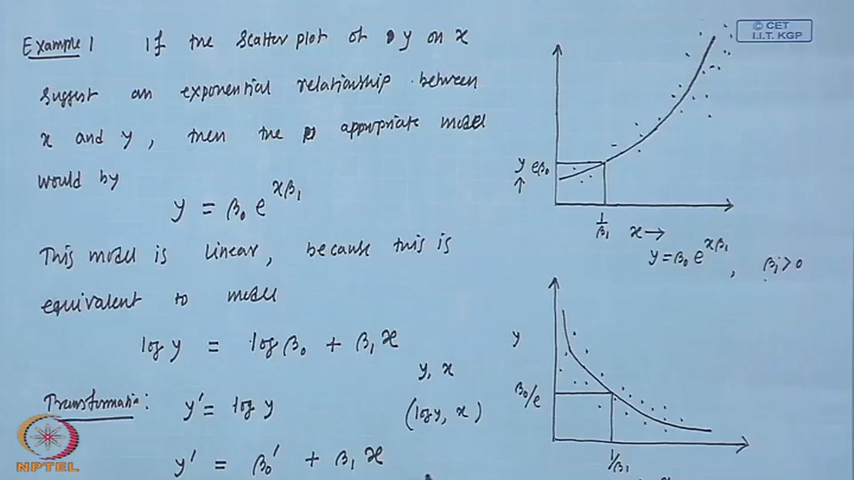 Example 1 If the scatter plot of y on x
suggest an exponential relationship between
x and y, then the appropriate model
would by
y = β₀ e^{xβ₁}
This model is linear, because this is
equivalent to model
log y = log β₀ + β₁ x
Transformatio: y' = log y
y, x
(log y, x)
y' = β₀' + β₁ x
© CET
I.I.T. KGP
y eβ₀
↑
1/β₁ x →
y = β₀ e^{xβ₁}, β₁ > 0
y
β₀/e
1/β₁
NPTEL